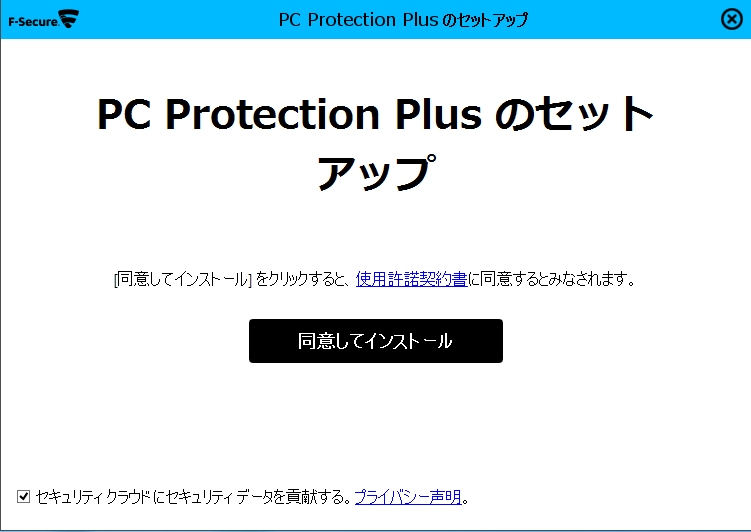 F-Secure
PC Protection Plus のセットアップ
PC Protection Plus のセット
アップ
[同意してインストール] をクリックすると、使用許諾契約書に同意するとみなされます。
同意してインストール
セキュリティ クラウドにセキュリティ データを貢献する。プライバシー声明。